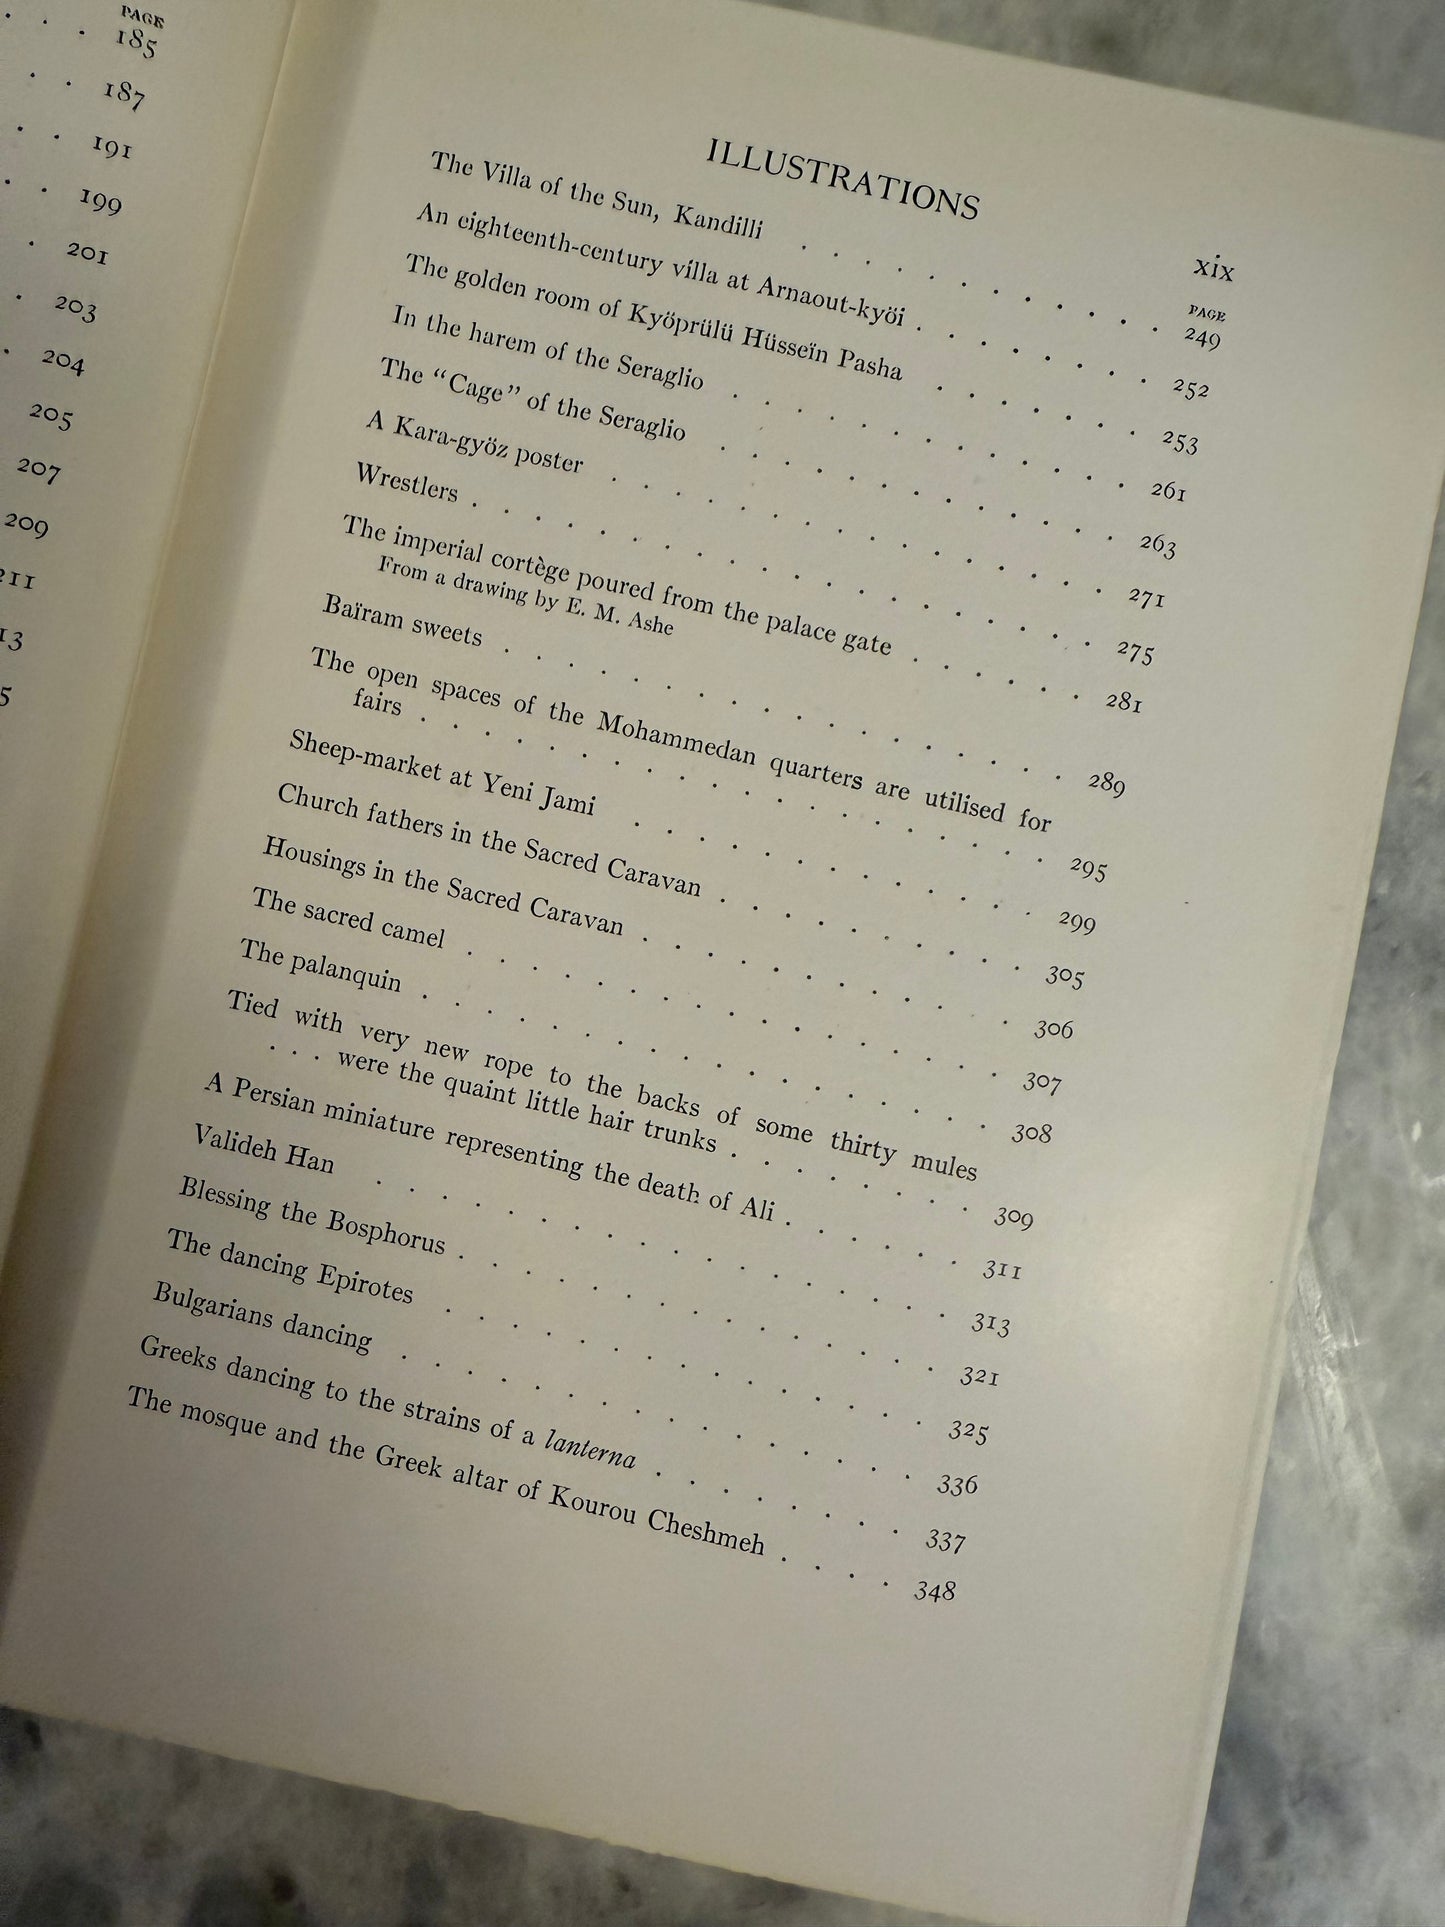 PAGE
185
187
191
199
201
203
204
205
207
209
211
13
5
ILLUSTRATIONS
xix
PAGE
The Villa of the Sun, Kandilli . . . . . . . . . . . . 249
An eighteenth-century villa at Arnaout-kyöi . . . . . . . . 252
The golden room of Kyöprülü Hüsseïn Pasha . . . . . . . 253
In the harem of the Seraglio . . . . . . . . . . . . . 261
The "Cage" of the Seraglio . . . . . . . . . . . . . 263
A Kara-gyöz poster . . . . . . . . . . . . . . . . 271
Wrestlers . . . . . . . . . . . . . . . . . . . . 275
The imperial cortège poured from the palace gate . . . . . . 281
From a drawing by E. M. Ashe
Baïram sweets . . . . . . . . . . . . . . . . . . 289
The open spaces of the Mohammedan quarters are utilised for
fairs . . . . . . . . . . . . . . . . . . . . 295
Sheep-market at Yeni Jami . . . . . . . . . . . . . 299
Church fathers in the Sacred Caravan . . . . . . . . . . 305
Housings in the Sacred Caravan . . . . . . . . . . . . 306
The sacred camel . . . . . . . . . . . . . . . . . 307
The palanquin . . . . . . . . . . . . . . . . . . 308
Tied with very new rope to the backs of some thirty mules
. . . were the quaint little hair trunks . . . . . . . . 309
A Persian miniature representing the death of Ali . . . . . . 311
Valideh Han . . . . . . . . . . . . . . . . . . 313
Blessing the Bosphorus . . . . . . . . . . . . . . . 321
The dancing Epirotes . . . . . . . . . . . . . . . 325
Bulgarians dancing . . . . . . . . . . . . . . . . 336
Greeks dancing to the strains of a lanterna . . . . . . . . 337
The mosque and the Greek altar of Kourou Cheshmeh . . . . 348